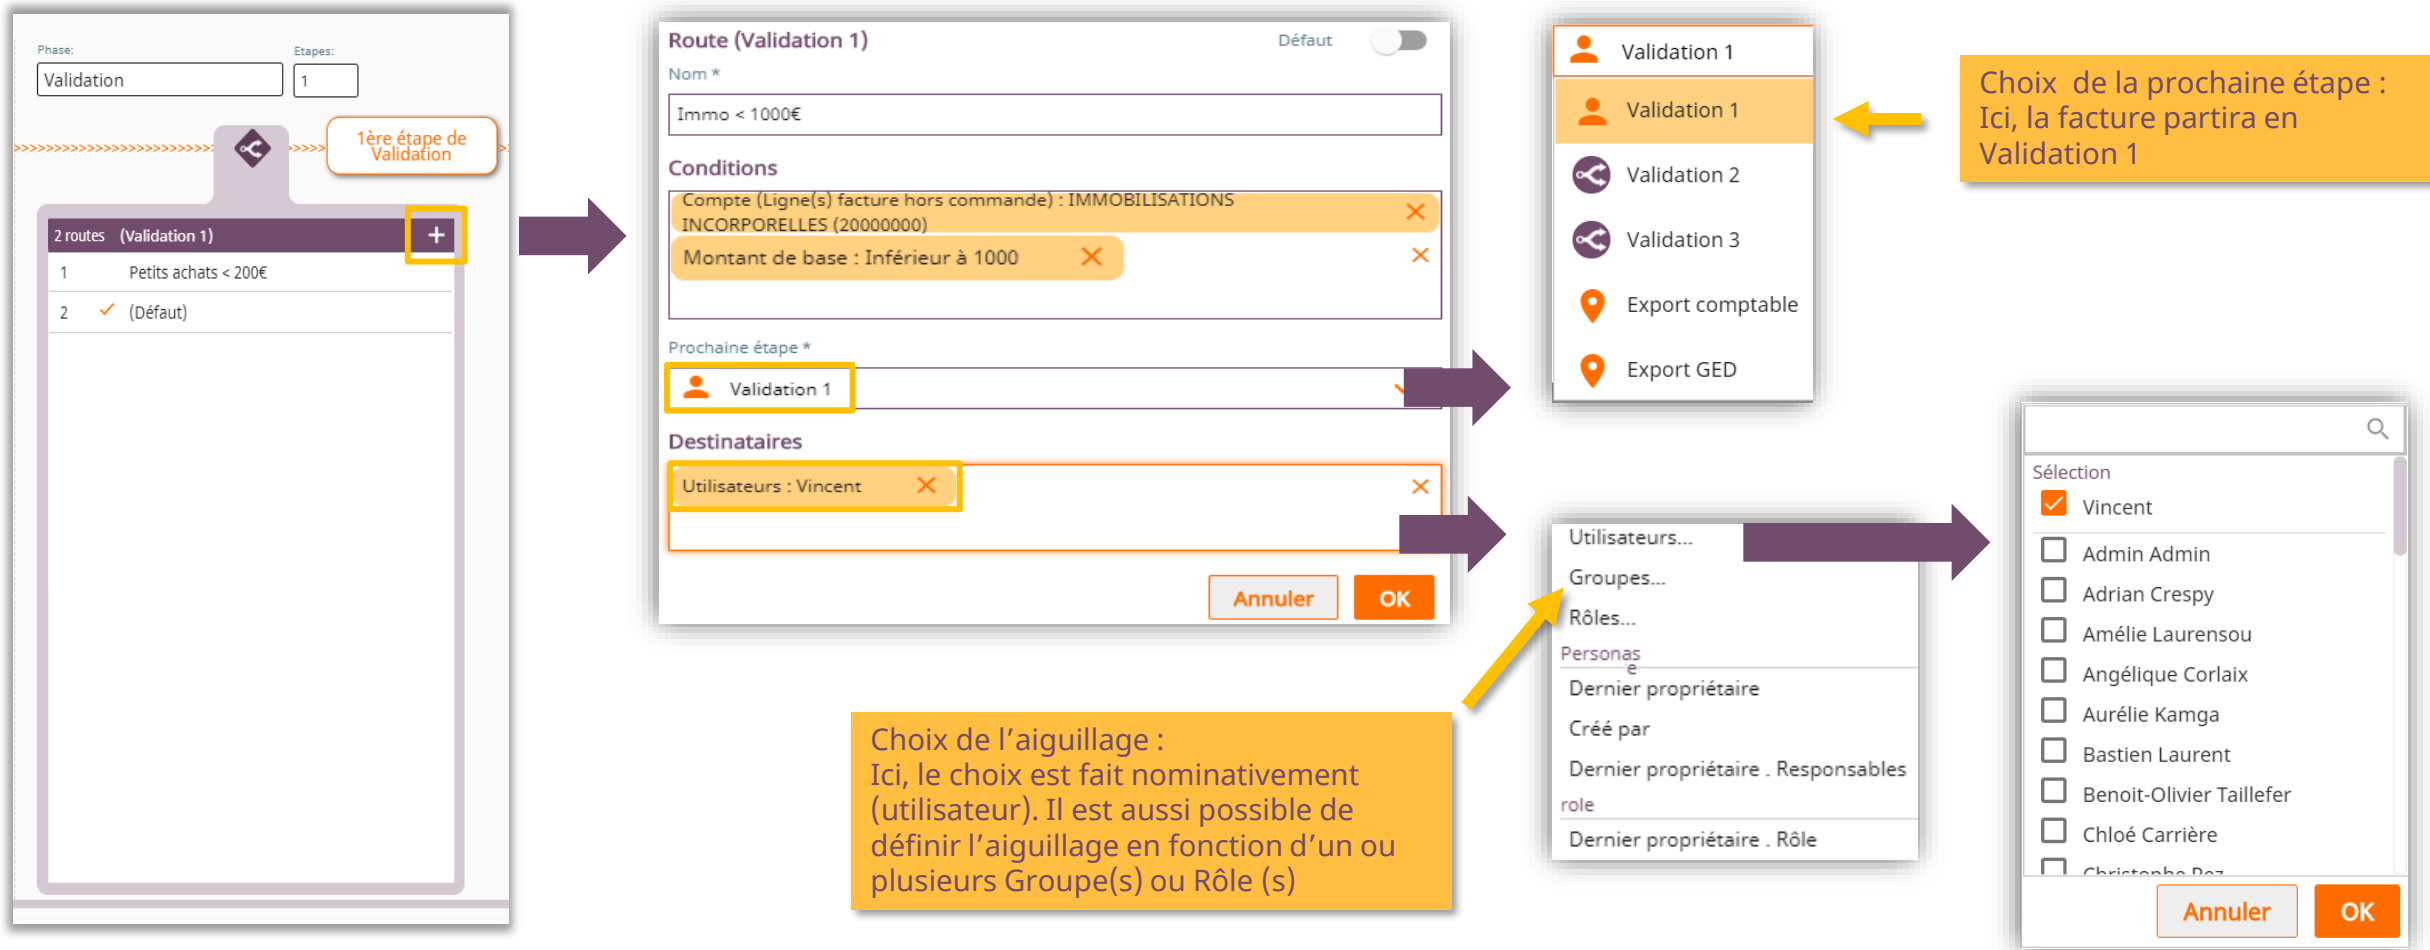 Phase:
Etapes:
Validation
1
1ère étape de
Validation
2 routes (Validation 1)
+
1 Petits achats < 200€
2 (Défaut)
Route (Validation 1)
Défaut
Nom *
Immo < 1000€
Conditions
Compte (Ligne(s) facture hors commande) : IMMOBILISATIONS
INCORPORELLES (20000000)
Montant de base : Inférieur à 1000
Prochaine étape *
Validation 1
Destinataires
Utilisateurs : Vincent
Annuler
OK
Validation 1
Validation 1
Validation 2
Validation 3
Export comptable
Export GED
Choix de la prochaine étape :
Ici, la facture partira en
Validation 1
Choix de l’aiguillage :
Ici, le choix est fait nominativement
(utilisateur). Il est aussi possible de
définir l’aiguillage en fonction d’un ou
plusieurs Groupe(s) ou Rôle (s)
Utilisateurs...
Groupes...
Rôles...
Personas
e
Dernier propriétaire
Créé par
Dernier propriétaire . Responsables
role
Dernier propriétaire . Rôle
Sélection
Vincent
Admin Admin
Adrian Crespy
Amélie Laurensou
Angélique Corlaix
Aurélie Kamga
Bastien Laurent
Benoit-Olivier Taillefer
Chloé Carrière
Christophe
Annuler
OK